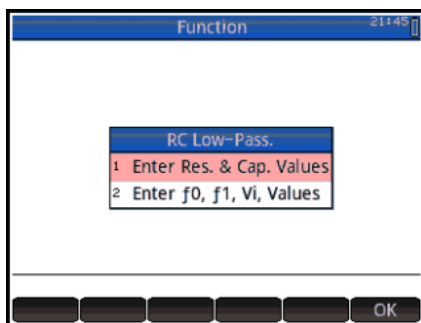 Function
21:45
RC Low-Pass.
1 Enter Res. & Cap. Values
2 Enter ƒ0, ƒ1, Vi, Values
OK